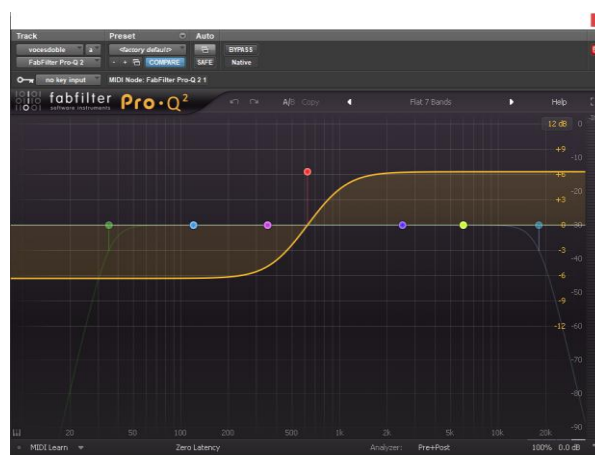 Track Preset Auto
vocesdoble a <factory default> BYPASS
FabFilter Pro-Q 2 - + COMPARE SAFE Native
no key input MIDI Node: FabFilter Pro-Q 2 1
fabfilter Pro·Q²
software instruments
A/B Copy Flat 7 Bands Help
12 dB 0
+9 -10
+6 -20
+3
0 -30
-3 -40
-6 -50
-9
-12 -60
-70
-80
-90
20 50 100 200 500 1k 2k 5k 10k 20k
MIDI Learn Zero Latency Analyzer: Pre+Post 100% 0.0 dB